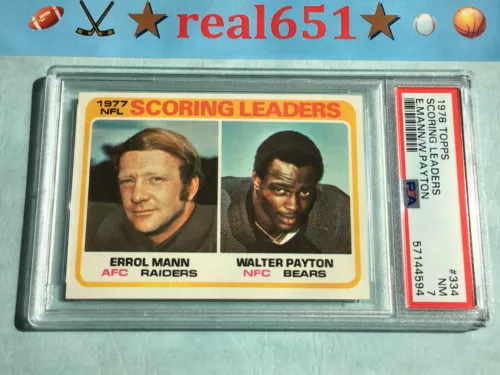 real651
1977
NFL
SCORING LEADERS
ERROL MANN
AFC RAIDERS
WALTER PAYTON
NFC BEARS
1978 TOPPS
SCORING LEADERS
E.MANN/W.PAYTON
PSA
#334
NM
7
57144594